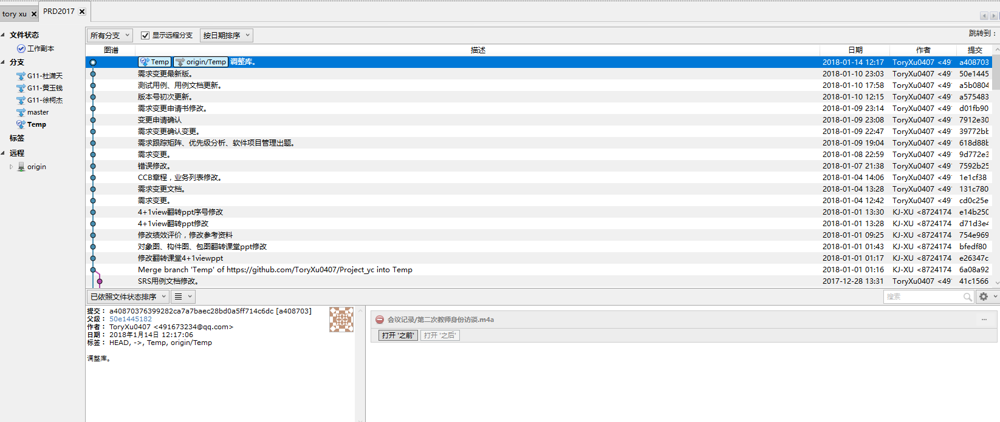 tory xu
PRD2017
文件状态
工作副本
分支
G11-杜潇天
G11-黄玉钱
G11-徐柯杰
master
Temp
标签
远程
origin
所有分支 显示远程分支 按日期排序 跳转到：
图谱 描述 日期 作者 提交
Temp origin/Temp 调整库。 2018-01-14 12:17 ToryXu0407 <49 a408703
需求变更最新版。 2018-01-10 23:03 ToryXu0407 <49 50e1445
测试用例、用例文档更新。 2018-01-10 17:58 ToryXu0407 <49 a5b0804
版本号初次更新。 2018-01-10 12:15 ToryXu0407 <49 a575483
需求变更申请书修改。 2018-01-09 23:14 ToryXu0407 <49 d01fb90
变更申请确认 2018-01-09 23:08 ToryXu0407 <49 7912e30
需求变更确认变更。 2018-01-09 22:47 ToryXu0407 <49 39772bb
需求跟踪矩阵、优先级分析、软件项目管理出题。 2018-01-09 19:04 ToryXu0407 <49 618d88b
需求变更。 2018-01-08 22:59 ToryXu0407 <49 9d772e3
错误修改。 2018-01-07 21:38 ToryXu0407 <49 7592b25
CCB章程，业务列表修改。 2018-01-04 14:06 ToryXu0407 <49 1e1cf38
需求变更文档。 2018-01-04 13:28 ToryXu0407 <49 131c780
需求变更。 2018-01-04 12:42 ToryXu0407 <49 cd0c25e
4+1view翻转ppt序号修改 2018-01-01 13:30 KJ-XU <8724174 e14b250
4+1view翻转ppt修改 2018-01-01 13:28 KJ-XU <8724174 d71d3e4
修改绩效评价，修改参考资料 2018-01-01 09:25 KJ-XU <8724174 754e969
对象图、构件图、包图翻转课堂ppt修改 2018-01-01 01:43 KJ-XU <8724174 bfedf80
修改翻转课堂4+1viewppt 2018-01-01 01:17 KJ-XU <8724174 e26347c
Merge branch 'Temp' of https://github.com/ToryXu0407/Project_yc into Temp 2018-01-01 01:16 KJ-XU <8724174 6a08a92
SRS用例文档修改。 2017-12-28 13:31 ToryXu0407 <49 41c1566
已依照文件状态排序 搜索
提交： a40870376399282ca7a7baec28bd0a5ff714c6dc [a408703]
父级： 50e1445182
作者： ToryXu0407 <491673234@qq.com>
日期： 2018年1月14日 12:17:06
标签： HEAD, ->, Temp, origin/Temp
调整库。
会议记录/第二次教师身份访谈.m4a ...
打开 '之前' 打开 '之后'